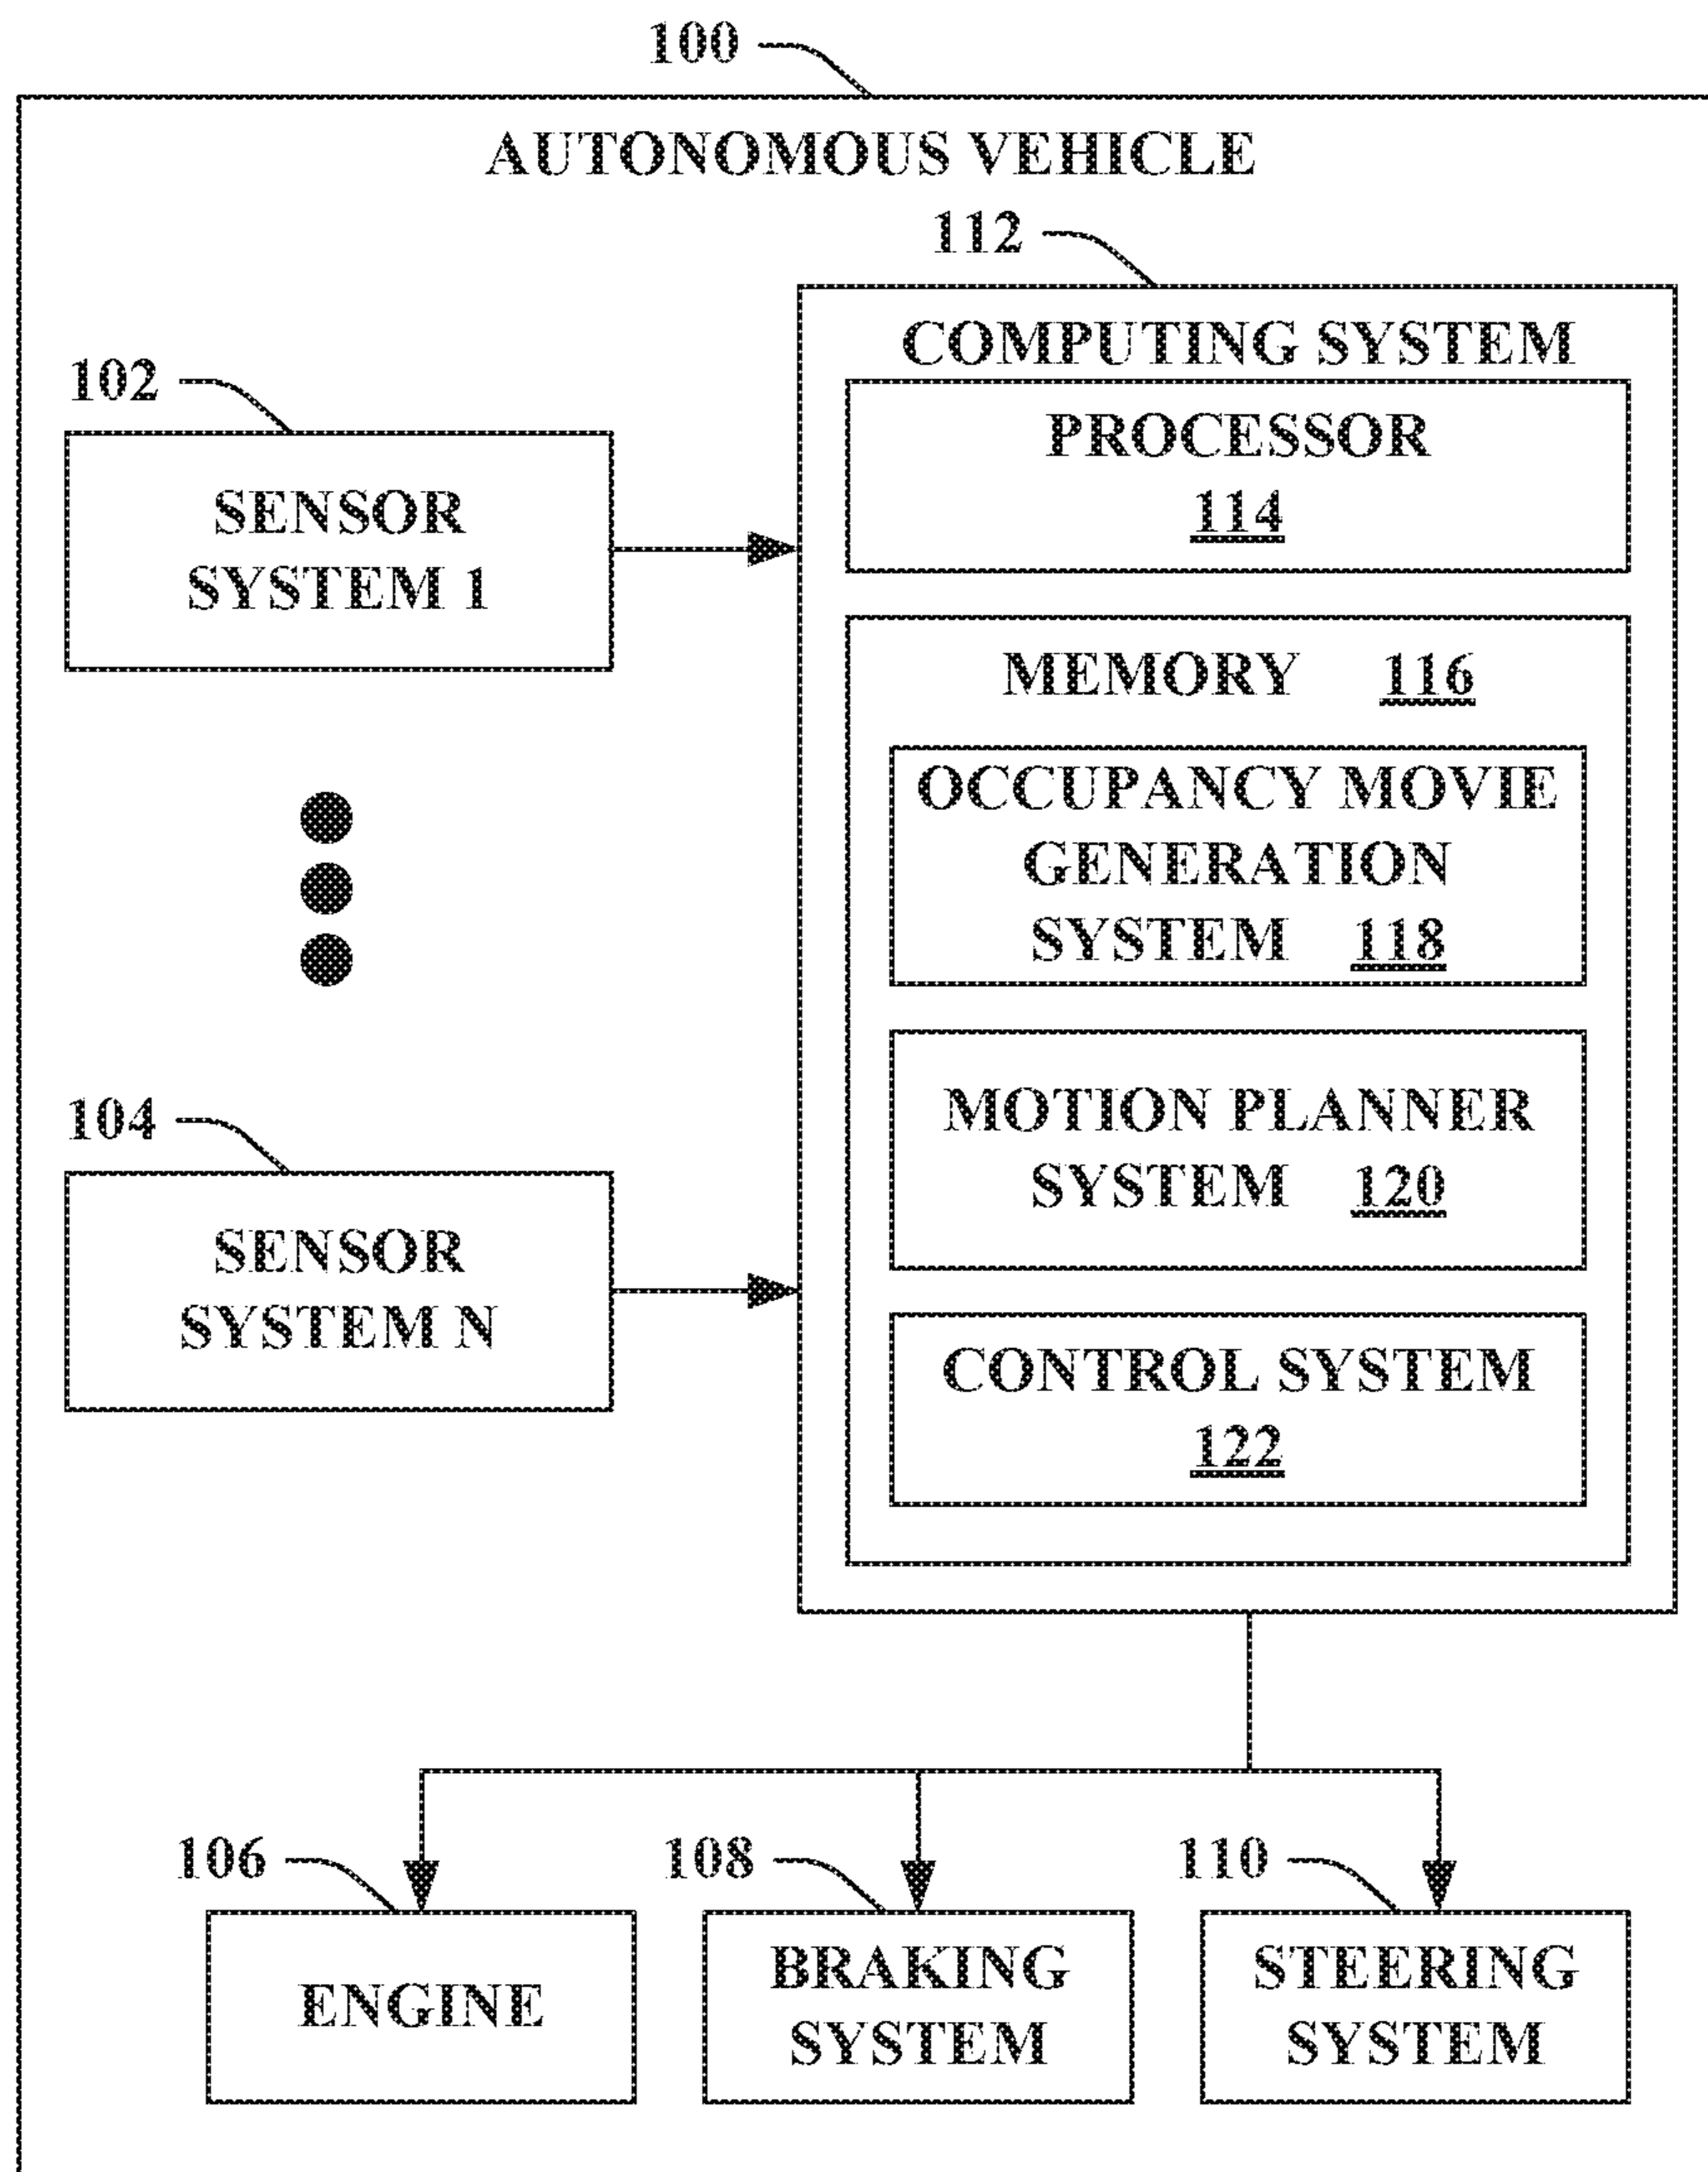 100
AUTONOMOUS VEHICLE
112
COMPUTING SYSTEM
102
PROCESSOR
114
SENSOR
SYSTEM 1
MEMORY 116
OCCUPANCY MOVIE
GENERATION
SYSTEM 118
104
MOTION PLANNER
SYSTEM 120
SENSOR
SYSTEM N
CONTROL SYSTEM
122
106
108
110
ENGINE
BRAKING
SYSTEM
STEERING
SYSTEM